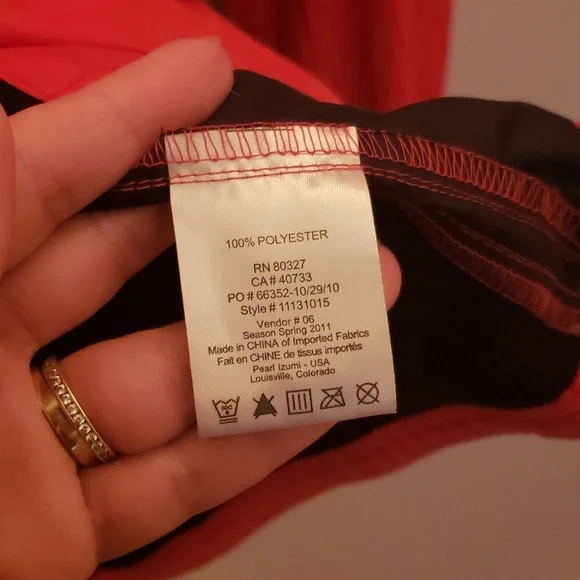 100% POLYESTER
RN 80327
CA # 40733
PO # 66352-10/29/10
Style # 11131015
Vendor # 06
Season Spring 2011
Made in CHINA of Imported Fabrics
Fait en CHINE de tissus importés
Pearl Izumi - USA
Louisville, Colorado
30C